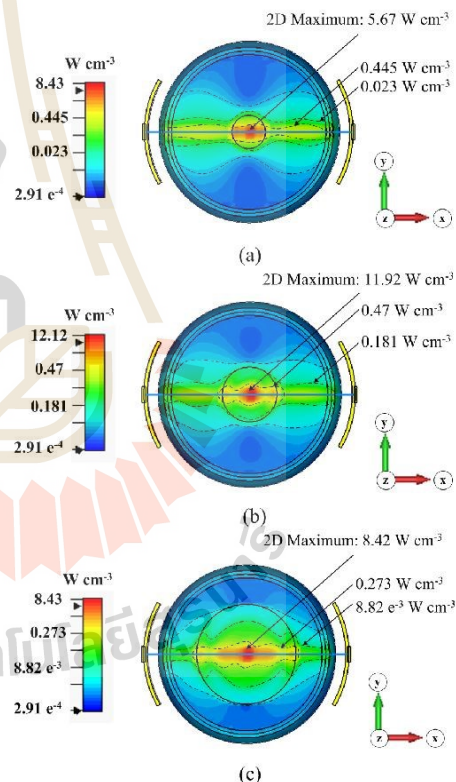 2D Maximum: 5.67 W cm-3
W cm-3
8.43
0.445
0.023
2.91 e-4
0.445 W cm-3
0.023 W cm-3
y
z
x
(a)
2D Maximum: 11.92 W cm-3
W cm-3
12.12
0.47
0.181
2.91 e-4
0.47 W cm-3
0.181 W cm-3
y
z
x
(b)
2D Maximum: 8.42 W cm-3
W cm-3
8.43
0.273
8.82 e-3
2.91 e-4
0.273 W cm-3
8.82 e-3 W cm-3
y
z
x
(c)